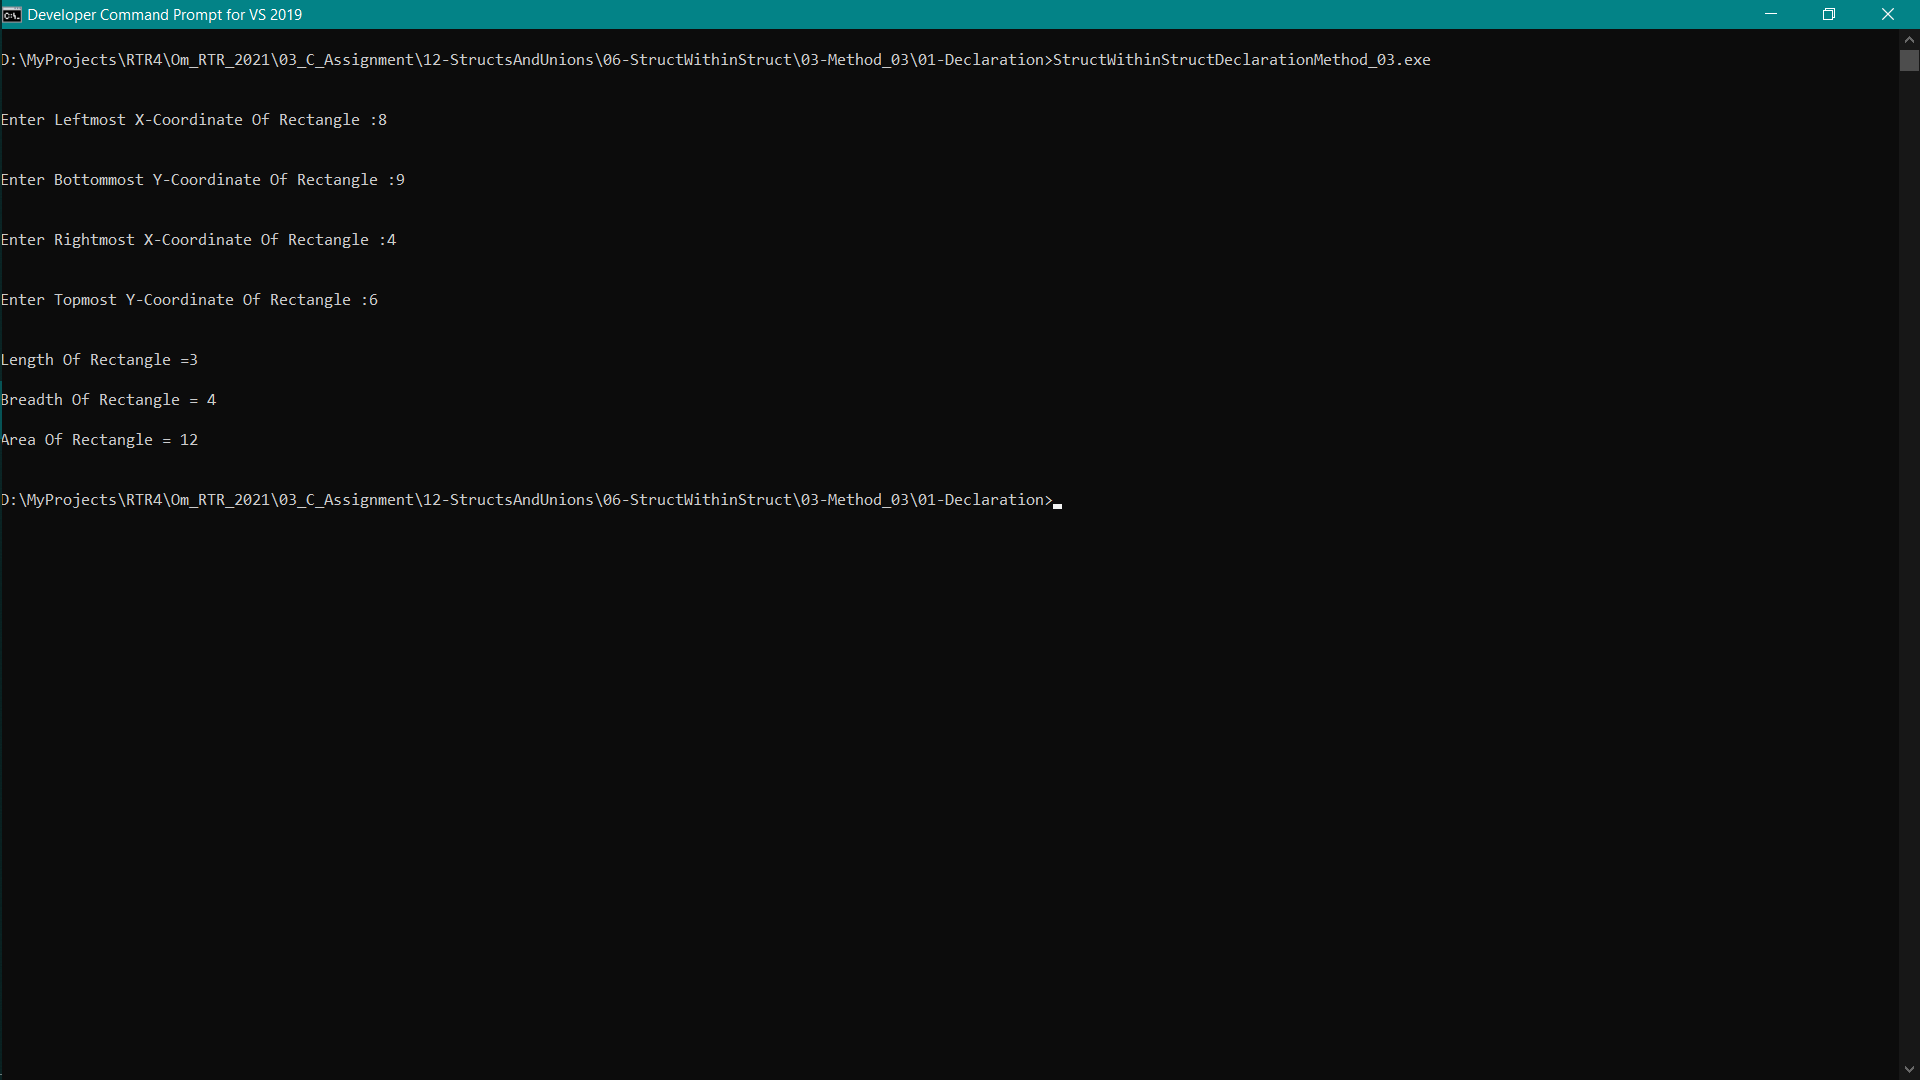 Developer Command Prompt for VS 2019
D:\MyProjects\RTR4\Om_RTR_2021\03_C_Assignment\12-StructsAndUnions\06-StructWithinStruct\03-Method_03\01-Declaration>StructWithinStructDeclarationMethod_03.exe
Enter Leftmost X-Coordinate Of Rectangle :8
Enter Bottommost Y-Coordinate Of Rectangle :9
Enter Rightmost X-Coordinate Of Rectangle :4
Enter Topmost Y-Coordinate Of Rectangle :6
Length Of Rectangle =3
Breadth Of Rectangle = 4
Area Of Rectangle = 12
D:\MyProjects\RTR4\Om_RTR_2021\03_C_Assignment\12-StructsAndUnions\06-StructWithinStruct\03-Method_03\01-Declaration>